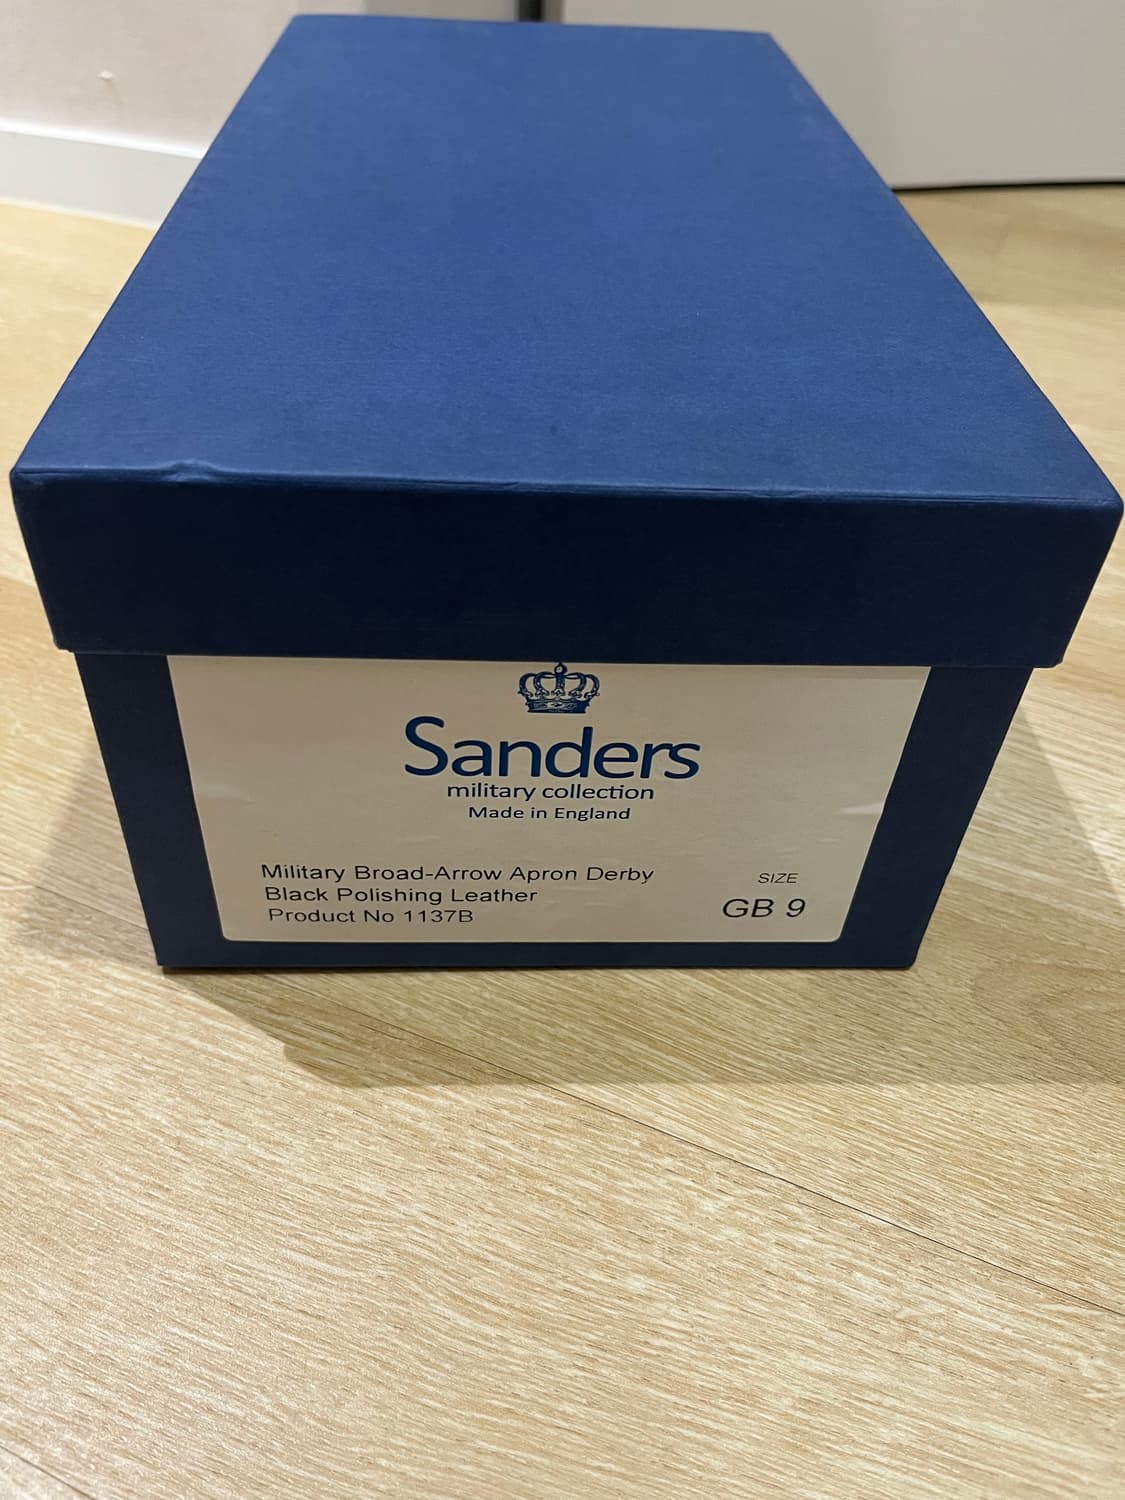 Sanders
military collection
Made in England
Military Broad-Arrow Apron Derby
Black Polishing Leather
Product No 1137B
SIZE
GB 9